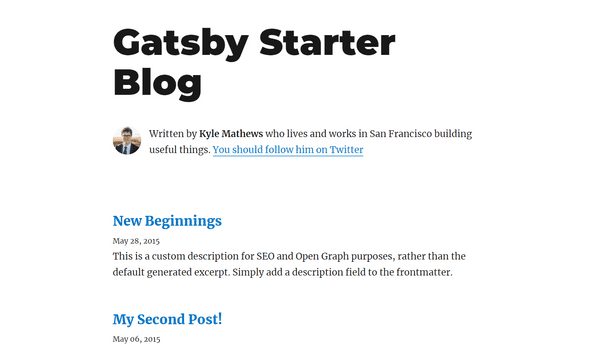 Gatsby Starter
Blog
Written by Kyle Mathews who lives and works in San Francisco building
useful things. You should follow him on Twitter
New Beginnings
May 28, 2015
This is a custom description for SEO and Open Graph purposes, rather than the
default generated excerpt. Simply add a description field to the frontmatter.
My Second Post!
May 06, 2015